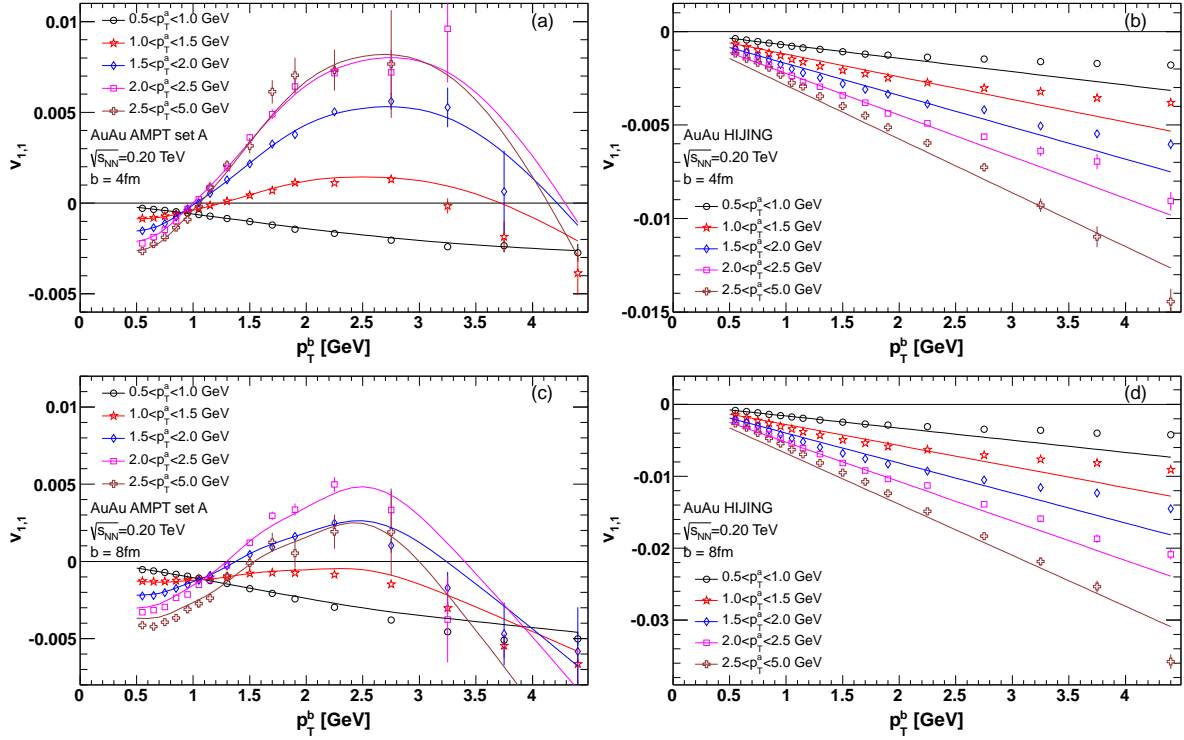 (a)
0.01
0.005
0
-0.005
v1,1
0.5<p_T^a<1.0 GeV
1.0<p_T^a<1.5 GeV
1.5<p_T^a<2.0 GeV
2.0<p_T^a<2.5 GeV
2.5<p_T^a<5.0 GeV
AuAu AMPT set A
√s_NN=0.20 TeV
b = 4fm
0 0.5 1 1.5 2 2.5 3 3.5 4
p_T^b [GeV]
(b)
0
-0.005
-0.01
-0.015
v1,1
AuAu HIJING
√s_NN=0.20 TeV
b = 4fm
0.5<p_T^a<1.0 GeV
1.0<p_T^a<1.5 GeV
1.5<p_T^a<2.0 GeV
2.0<p_T^a<2.5 GeV
2.5<p_T^a<5.0 GeV
0 0.5 1 1.5 2 2.5 3 3.5 4
p_T^b [GeV]
(c)
0.01
0.005
0
-0.005
v1,1
0.5<p_T^a<1.0 GeV
1.0<p_T^a<1.5 GeV
1.5<p_T^a<2.0 GeV
2.0<p_T^a<2.5 GeV
2.5<p_T^a<5.0 GeV
AuAu AMPT set A
√s_NN=0.20 TeV
b = 8fm
0 0.5 1 1.5 2 2.5 3 3.5 4
p_T^b [GeV]
(d)
0
-0.01
-0.02
-0.03
v1,1
AuAu HIJING
√s_NN=0.20 TeV
b = 8fm
0.5<p_T^a<1.0 GeV
1.0<p_T^a<1.5 GeV
1.5<p_T^a<2.0 GeV
2.0<p_T^a<2.5 GeV
2.5<p_T^a<5.0 GeV
0 0.5 1 1.5 2 2.5 3 3.5 4
p_T^b [GeV]